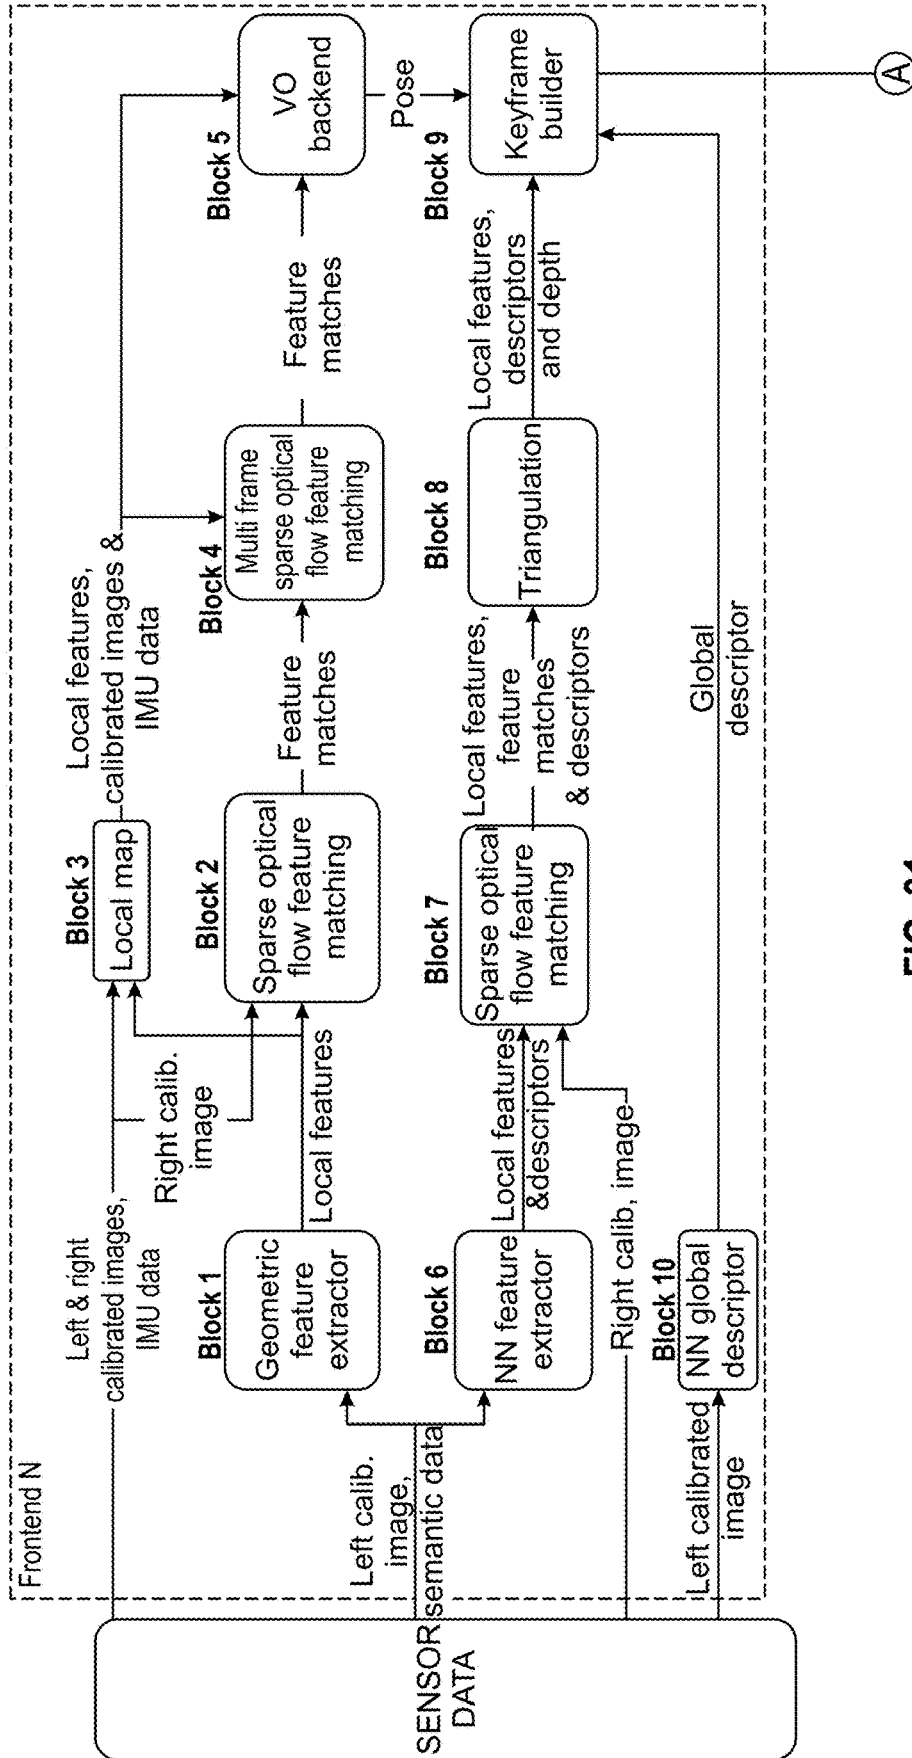 Frontend N
SENSOR
DATA
Left & right
calibrated images,
IMU data
Right calib.
image
Block 3
Local map
Local features,
calibrated images &
IMU data
Left calib.
image,
semantic data
Block 1
Geometric
feature
extractor
Local features
Block 2
Sparse optical
flow feature
matching
Feature
matches
Block 4
Multi frame
sparse optical
flow feature
matching
Feature
matches
Block 5
VO
backend
Pose
Block 6
NN feature
extractor
Local features
&descriptors
Block 7
Sparse optical
flow feature
matching
Local features,
feature
matches
& descriptors
Block 8
Triangulation
Local features,
descriptors
and depth
Block 9
Keyframe
builder
Right calib, image
Left calibrated
image
Block 10
NN global
descriptor
Global
descriptor
A